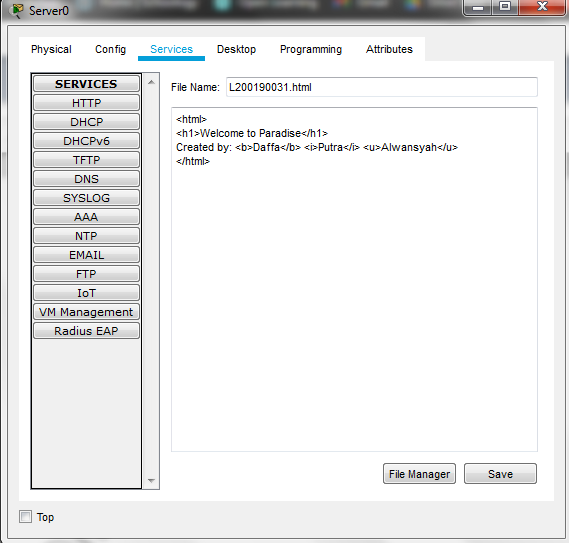 Server0
Physical Config Services Desktop Programming Attributes
SERVICES
HTTP
DHCP
DHCPv6
TFTP
DNS
SYSLOG
AAA
NTP
EMAIL
FTP
IoT
VM Management
Radius EAP
File Name: L200190031.html
<html>
<h1>Welcome to Paradise</h1>
Created by: <b>Daffa</b> <i>Putra</i> <u>Alwansyah</u>
</html>
File Manager Save
Top